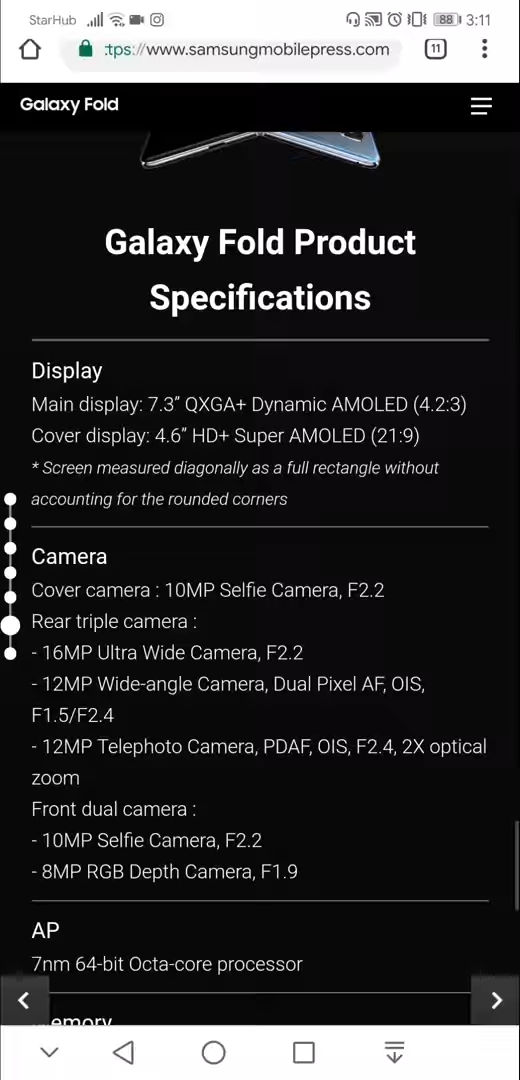 StarHub 88 3:11
:tps://www.samsungmobilepress.com 11
Galaxy Fold
Galaxy Fold Product
Specifications
Display
Main display: 7.3” QXGA+ Dynamic AMOLED (4.2:3)
Cover display: 4.6” HD+ Super AMOLED (21:9)
* Screen measured diagonally as a full rectangle without
accounting for the rounded corners
Camera
Cover camera : 10MP Selfie Camera, F2.2
Rear triple camera :
- 16MP Ultra Wide Camera, F2.2
- 12MP Wide-angle Camera, Dual Pixel AF, OIS,
F1.5/F2.4
- 12MP Telephoto Camera, PDAF, OIS, F2.4, 2X optical
zoom
Front dual camera :
- 10MP Selfie Camera, F2.2
- 8MP RGB Depth Camera, F1.9
AP
7nm 64-bit Octa-core processor
emory